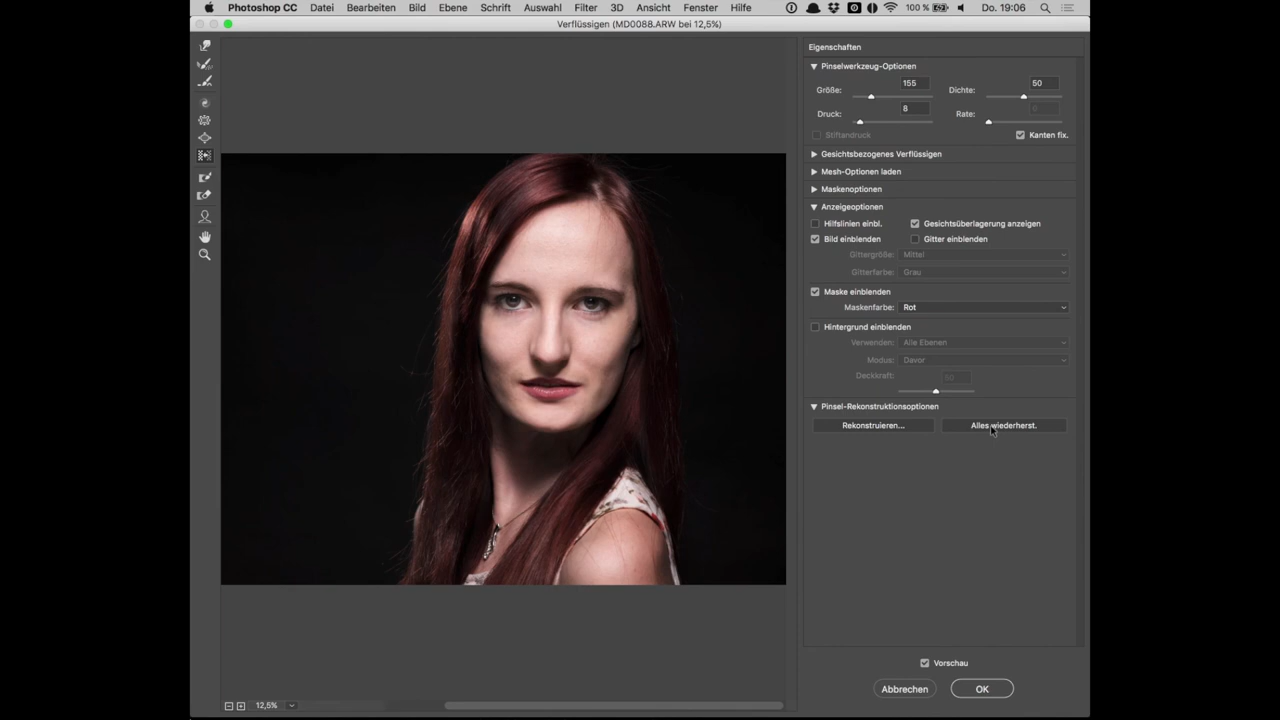 Photoshop CC Datei Bearbeiten Bild Ebene Schrift Auswahl Filter 3D Ansicht Fenster Hilfe 100 % Do. 19:06
Verflüssigen (MD0088.ARW bei 12,5%)
Eigenschaften
Pinselwerkzeug-Optionen
Größe: 155 Dichte: 50
Druck: 8 Rate: 0
Stiftandruck Kanten fix.
Gesichtsbezogenes Verflüssigen
Mesh-Optionen laden
Maskenoptionen
Anzeigeoptionen
Hilfslinien einbl. Gesichtsüberlagerung anzeigen
Bild einblenden Gitter einblenden
Gittergröße: Mittel
Gitterfarbe: Grau
Maske einblenden
Maskenfarbe: Rot
Hintergrund einblenden
Verwenden: Alle Ebenen
Modus: Davor
Deckkraft:
Pinsel-Rekonstruktionsoptionen
Rekonstruieren... Alles wiederherst.
Vorschau
Abbrechen OK
12,5%